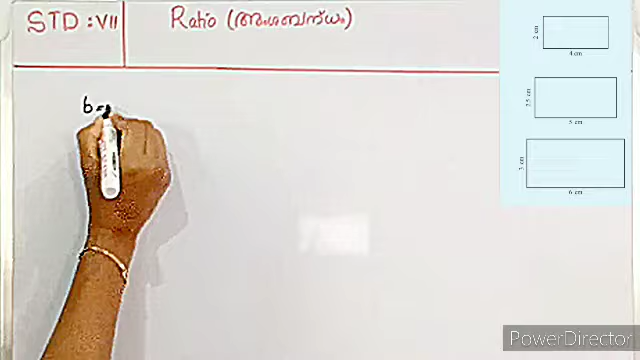 STD : VII
Ratio (അംശബന്ധം)
b =
2 cm
4 cm
2.5 cm
5 cm
3 cm
6 cm
PowerDirector